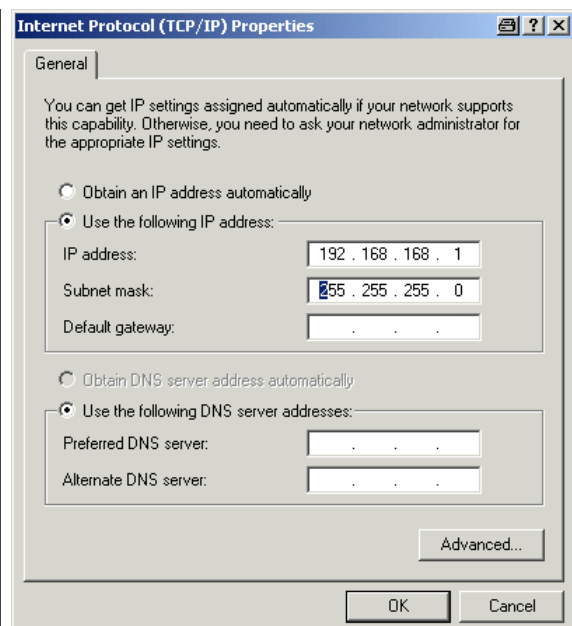 Internet Protocol (TCP/IP) Properties
General
You can get IP settings assigned automatically if your network supports
this capability. Otherwise, you need to ask your network administrator for
the appropriate IP settings.
Obtain an IP address automatically
Use the following IP address:
IP address: 192 . 168 . 168 . 1
Subnet mask: 255 . 255 . 255 . 0
Default gateway: . . .
Obtain DNS server address automatically
Use the following DNS server addresses:
Preferred DNS server: . . .
Alternate DNS server: . . .
Advanced...
OK Cancel